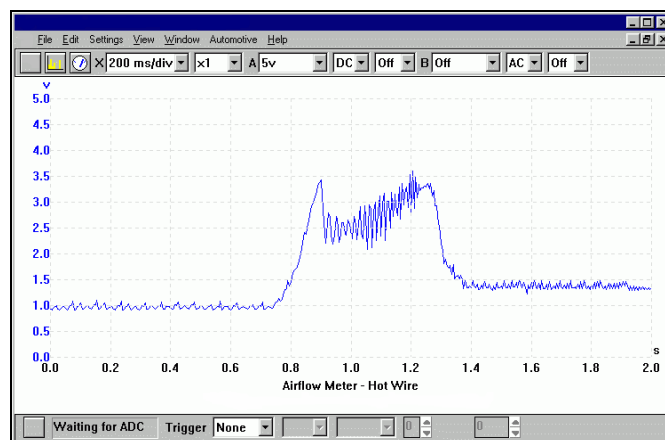 File Edit Settings View Window Automotive Help
X 200 ms/div x1 A 5v DC Off B Off AC Off
V
5.0
4.5
4.0
3.5
3.0
2.5
2.0
1.5
1.0
0.5
0.0
s
0.0 0.2 0.4 0.6 0.8 1.0 1.2 1.4 1.6 1.8 2.0
Airflow Meter - Hot Wire
Waiting for ADC Trigger None 0 0